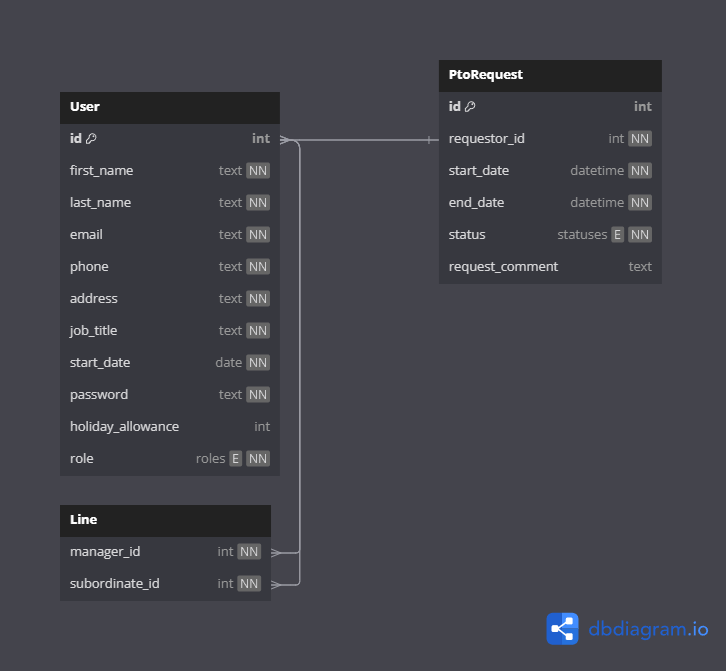 User
id int
first_name text NN
last_name text NN
email text NN
phone text NN
address text NN
job_title text NN
start_date date NN
password text NN
holiday_allowance int
role roles E NN
Line
manager_id int NN
subordinate_id int NN
PtoRequest
id int
requestor_id int NN
start_date datetime NN
end_date datetime NN
status statuses E NN
request_comment text
dbdiagram.io